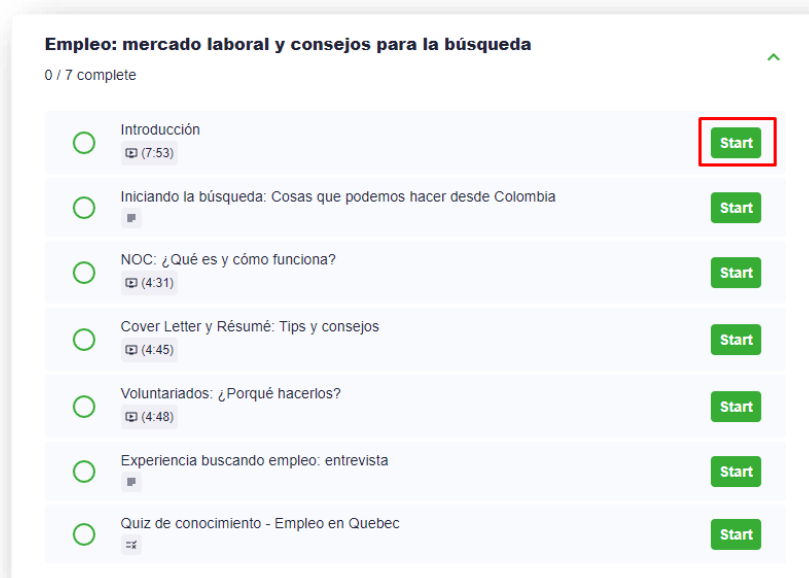 Empleo: mercado laboral y consejos para la búsqueda
0 / 7 complete
Introducción
(7:53)
Start
Iniciando la búsqueda: Cosas que podemos hacer desde Colombia
Start
NOC: ¿Qué es y cómo funciona?
(4:31)
Start
Cover Letter y Résumé: Tips y consejos
(4:45)
Start
Voluntariados: ¿Porqué hacerlos?
(4:48)
Start
Experiencia buscando empleo: entrevista
Start
Quiz de conocimiento - Empleo en Quebec
Start